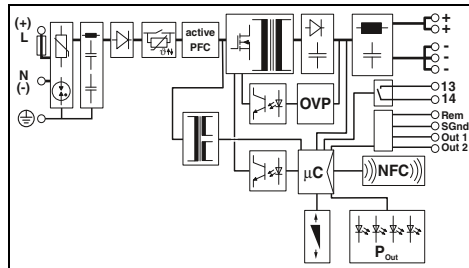 (+)
L
N
(-)
ϑ
active
PFC
OVP
+
+
-
-
-
13
14
Rem
SGnd
Out 1
Out 2
μC
NFC
P Out